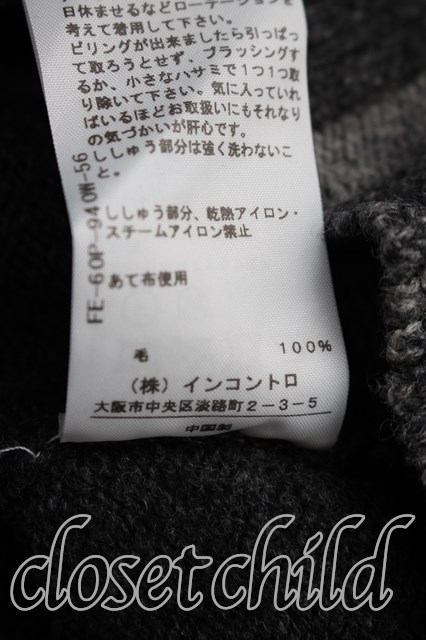 日休ませるなどローテーションを
考えて着用して下さい。
ピリングが出来ましたら引っぱっ
て取ろうとせず、ブラッシングす
るか、小さなハサミで1つ1つ取
り除いて下さい。気に入っていれ
ばいるほどお取扱いにもそれなり
の気づかいが肝心です。
ししゅう部分は強く洗わないこ
と。
ししゅう部分、乾熱アイロン・
スチームアイロン禁止
あて布使用
FE-60P-940W-56
毛 100%
(株) インコントロ
大阪市中央区淡路町2-3-5
中国製
closet child